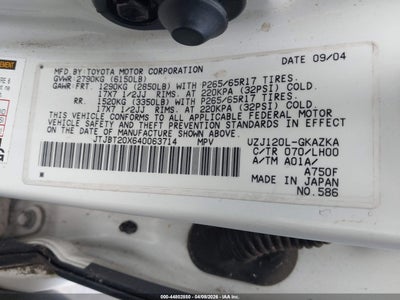 DATE 09/04
MFD BY: TOYOTA MOTOR CORPORATION
GVWR: 2790KG (6150LB)
GAWR: FRT. 1290KG (2850LB) WITH P265/65R17 TIRES.
17X7 1/2JJ RIMS. AT 220KPA (32PSI) COLD.
RR. 1520KG (3350LB) WITH P265/65R17 TIRES.
17X7 1/2JJ RIMS. AT 220KPA (32PSI) COLD.
THIS VEHICLE CONFORMS TO ALL APPLICABLE FEDERAL MOTOR
VEHICLE SAFETY AND BUMPER STANDARDS IN EFFECT ON THE
DATE OF MANUFACTURE SHOWN ABOVE.
JTJBT20X640063714 MPV
UZJ120L-GKAZKA
C/TR 070/LH00
A/TM A01A/
A750F
MADE IN JAPAN
NO.586
000-44802880 - 04/09/2026 - IAA, Inc.